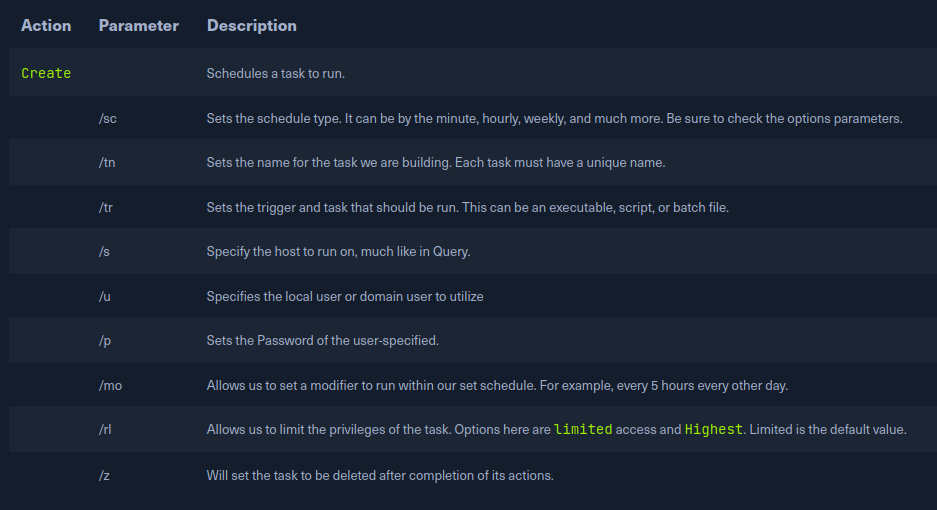 Action Parameter Description
Create Schedules a task to run.
/sc Sets the schedule type. It can be by the minute, hourly, weekly, and much more. Be sure to check the options parameters.
/tn Sets the name for the task we are building. Each task must have a unique name.
/tr Sets the trigger and task that should be run. This can be an executable, script, or batch file.
/s Specify the host to run on, much like in Query.
/u Specifies the local user or domain user to utilize
/p Sets the Password of the user-specified.
/mo Allows us to set a modifier to run within our set schedule. For example, every 5 hours every other day.
/rl Allows us to limit the privileges of the task. Options here are limited access and Highest. Limited is the default value.
/z Will set the task to be deleted after completion of its actions.